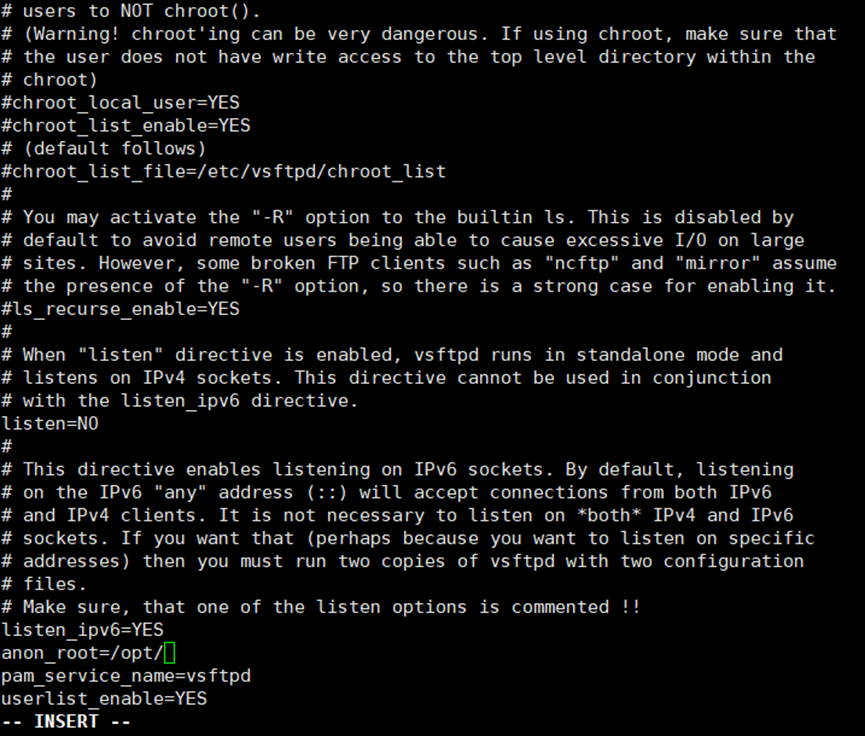 # users to NOT chroot().
# (Warning! chroot'ing can be very dangerous. If using chroot, make sure that
# the user does not have write access to the top level directory within the
# chroot)
#chroot_local_user=YES
#chroot_list_enable=YES
# (default follows)
#chroot_list_file=/etc/vsftpd/chroot_list
#
# You may activate the "-R" option to the builtin ls. This is disabled by
# default to avoid remote users being able to cause excessive I/O on large
# sites. However, some broken FTP clients such as "ncftp" and "mirror" assume
# the presence of the "-R" option, so there is a strong case for enabling it.
#ls_recurse_enable=YES
#
# When "listen" directive is enabled, vsftpd runs in standalone mode and
# listens on IPv4 sockets. This directive cannot be used in conjunction
# with the listen_ipv6 directive.
listen=NO
#
# This directive enables listening on IPv6 sockets. By default, listening
# on the IPv6 "any" address (::) will accept connections from both IPv6
# and IPv4 clients. It is not necessary to listen on *both* IPv4 and IPv6
# sockets. If you want that (perhaps because you want to listen on specific
# addresses) then you must run two copies of vsftpd with two configuration
# files.
# Make sure, that one of the listen options is commented !!
listen_ipv6=YES
anon_root=/opt/
pam_service_name=vsftpd
userlist_enable=YES
-- INSERT --